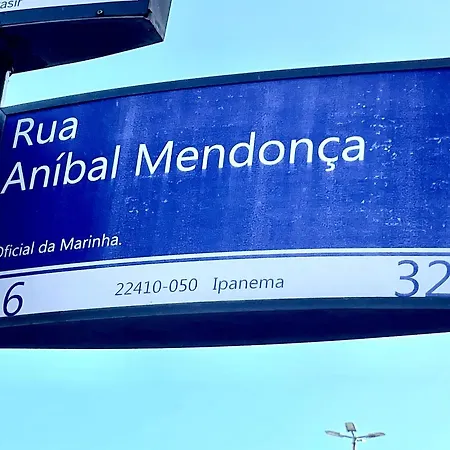 Rua
Aníbal Mendonça
Oficial da Marinha.
6 22410-050 Ipanema 32